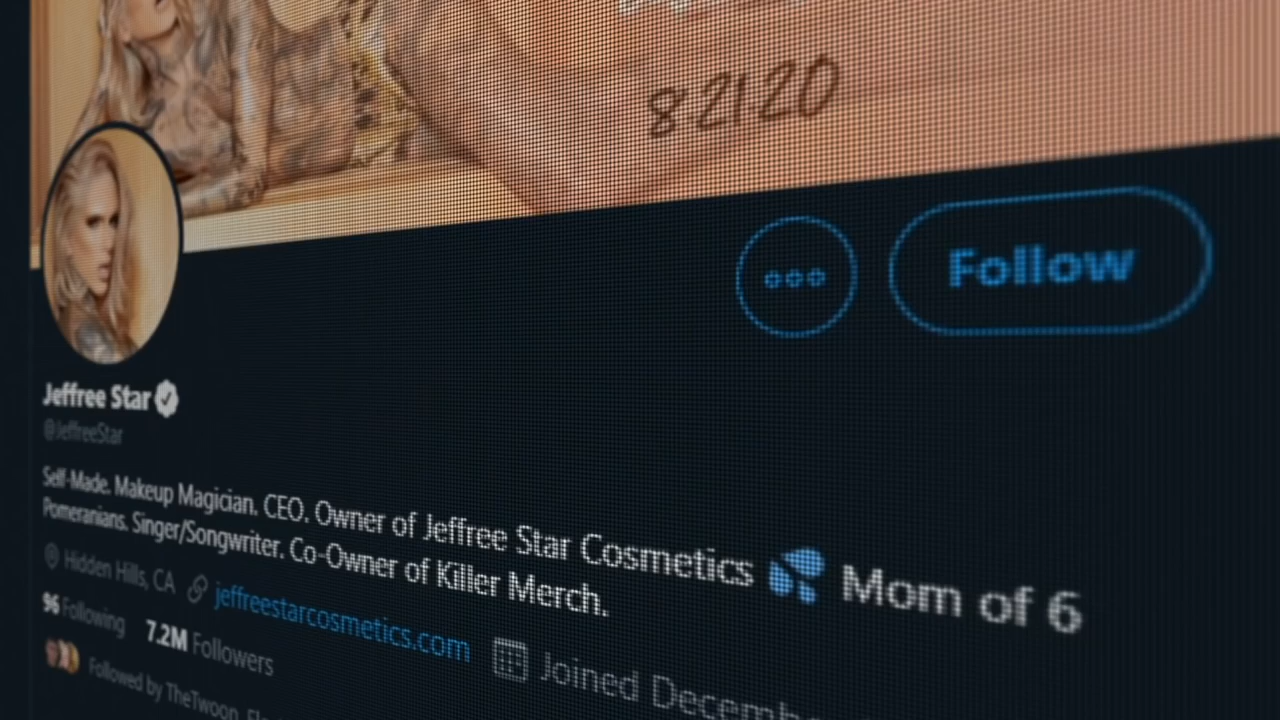 8·21·20
Follow
Jeffree Star
@JeffreeStar
Self-Made. Makeup Magician. CEO. Owner of Jeffree Star Cosmetics 💦 Mom of 6
Pomeranians. Singer/Songwriter. Co-Owner of Killer Merch.
Hidden Hills, CA jeffreestarcosmetics.com Joined
96 Following 7.2M Followers
Followed by TheTwoon,